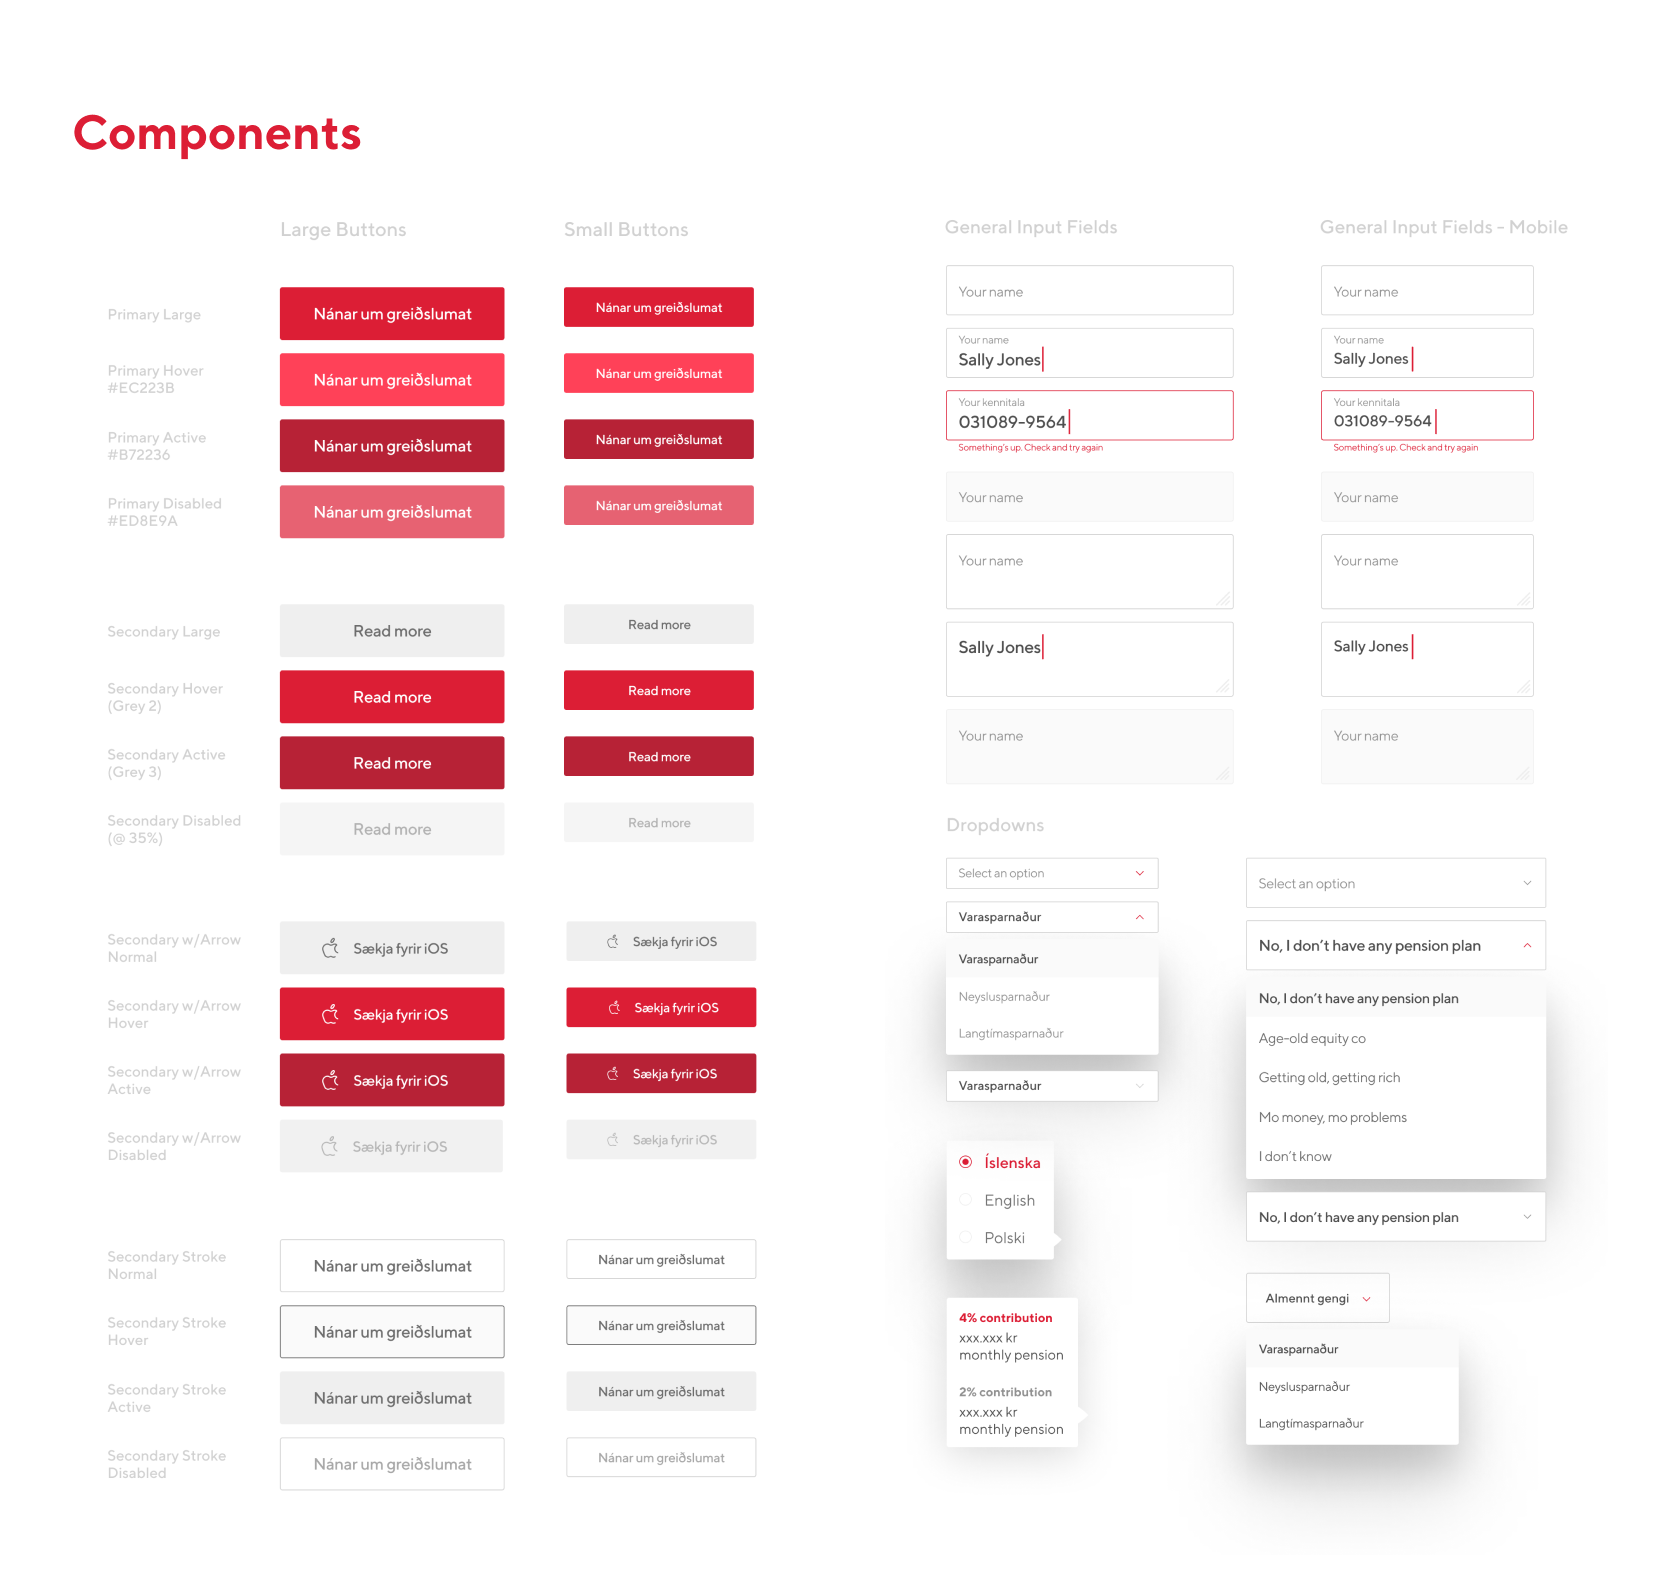 Components
Large Buttons
Small Buttons
Primary Large
Nánar um greiðslumat
Nánar um greiðslumat
Primary Hover
#EC223B
Nánar um greiðslumat
Nánar um greiðslumat
Primary Active
#B72236
Nánar um greiðslumat
Nánar um greiðslumat
Primary Disabled
#ED8E9A
Nánar um greiðslumat
Nánar um greiðslumat
Secondary Large
Read more
Read more
Secondary Hover
(Grey 2)
Read more
Read more
Secondary Active
(Grey 3)
Read more
Read more
Secondary Disabled
(@ 35%)
Read more
Read more
Secondary w/Arrow
Normal
Sækja fyrir iOS
Sækja fyrir iOS
Secondary w/Arrow
Hover
Sækja fyrir iOS
Sækja fyrir iOS
Secondary w/Arrow
Active
Sækja fyrir iOS
Sækja fyrir iOS
Secondary w/Arrow
Disabled
Sækja fyrir iOS
Sækja fyrir iOS
Secondary Stroke
Normal
Nánar um greiðslumat
Nánar um greiðslumat
Secondary Stroke
Hover
Nánar um greiðslumat
Nánar um greiðslumat
Secondary Stroke
Active
Nánar um greiðslumat
Nánar um greiðslumat
Secondary Stroke
Disabled
Nánar um greiðslumat
Nánar um greiðslumat
General Input Fields
Your name
Your name
Sally Jones
Your kennitala
031089-9564
Something's up. Check and try again
Your name
Your name
Sally Jones
Your name
General Input Fields - Mobile
Your name
Your name
Sally Jones
Your kennitala
031089-9564
Something's up. Check and try again
Your name
Your name
Sally Jones
Your name
Dropdowns
Select an option
Varasparnaður
Varasparnaður
Neyslusparnaður
Langtímasparnaður
Varasparnaður
Íslenska
English
Polski
4% contribution
xxx.xxx kr
monthly pension
2% contribution
xxx.xxx kr
monthly pension
Select an option
No, I don't have any pension plan
No, I don't have any pension plan
Age-old equity co
Getting old, getting rich
Mo money, mo problems
I don't know
No, I don't have any pension plan
Almennt gengi
Varasparnaður
Neyslusparnaður
Langtímasparnaður